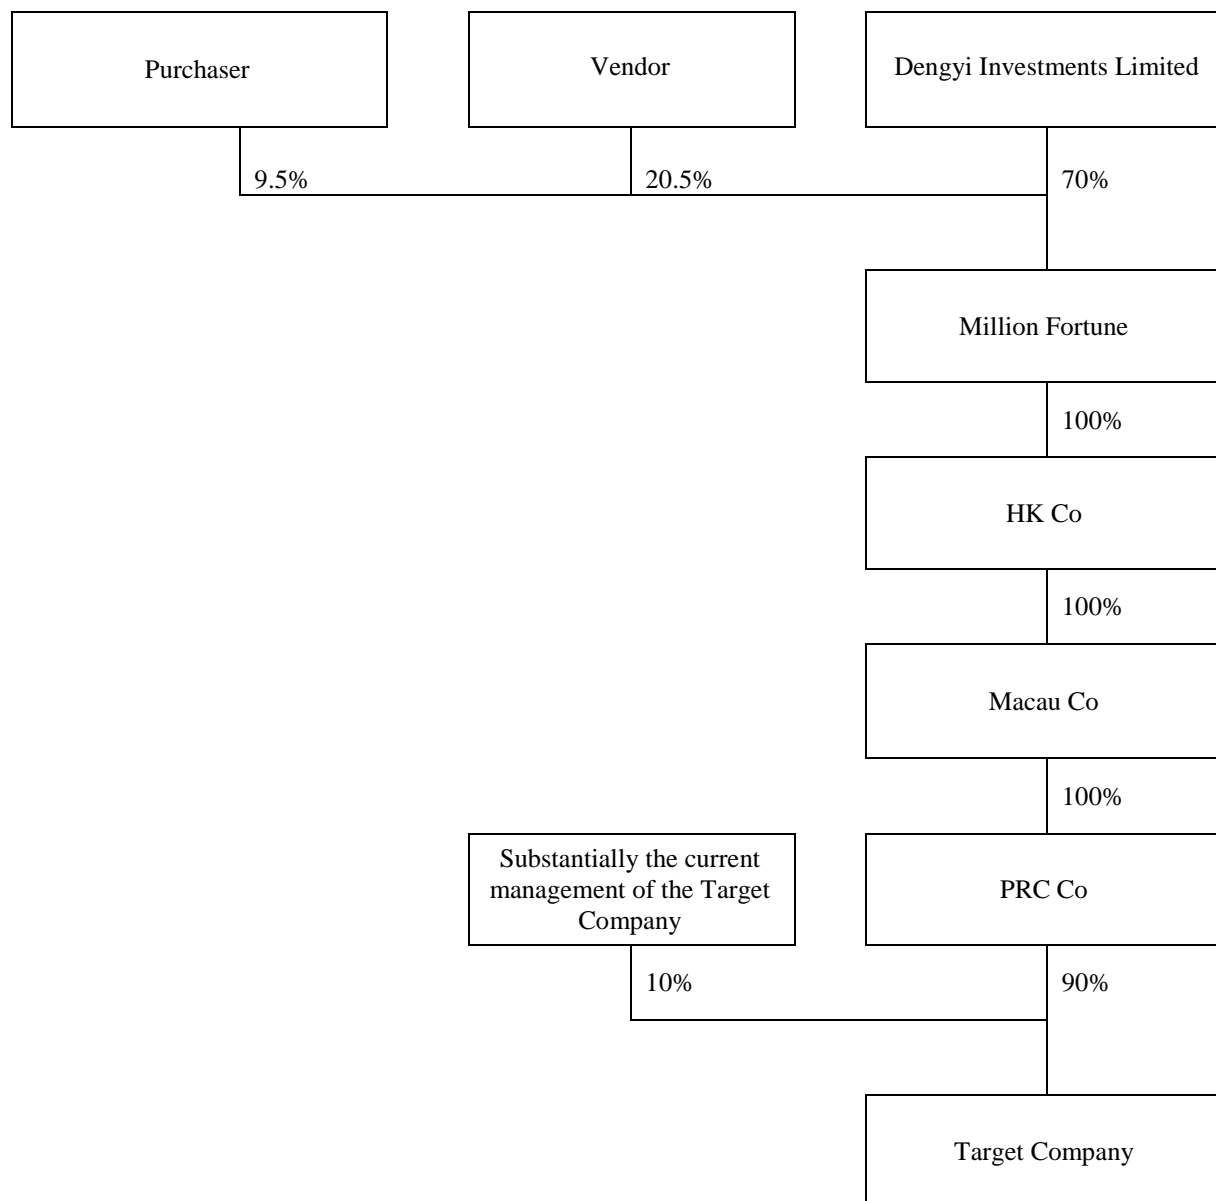 Purchaser
Vendor
Dengyi Investments Limited
9.5%
20.5%
70%
Million Fortune
100%
HK Co
100%
Macau Co
100%
Substantially the current
management of the Target
Company
PRC Co
10%
90%
Target Company